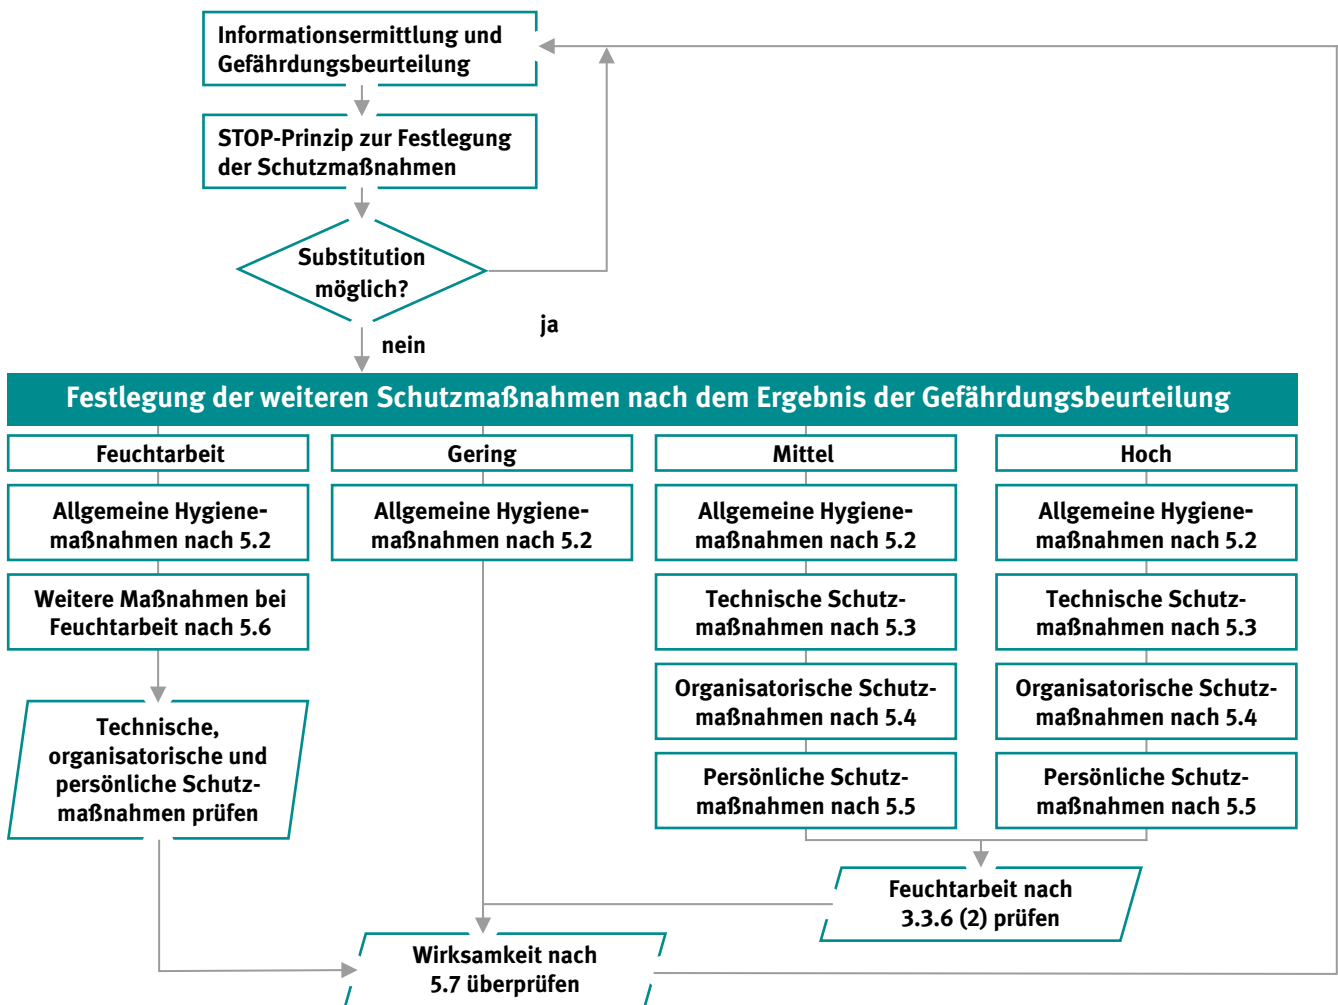 Informationsermittlung und
Gefährdungsbeurteilung
STOP-Prinzip zur Festlegung
der Schutzmaßnahmen
Substitution
möglich?
ja
nein
Festlegung der weiteren Schutzmaßnahmen nach dem Ergebnis der Gefährdungsbeurteilung
Feuchtarbeit
Allgemeine Hygiene-
maßnahmen nach 5.2
Weitere Maßnahmen bei
Feuchtarbeit nach 5.6
Technische,
organisatorische und
persönliche Schutz-
maßnahmen prüfen
Gering
Allgemeine Hygiene-
maßnahmen nach 5.2
Mittel
Allgemeine Hygiene-
maßnahmen nach 5.2
Technische Schutz-
maßnahmen nach 5.3
Organisatorische Schutz-
maßnahmen nach 5.4
Persönliche Schutz-
maßnahmen nach 5.5
Hoch
Allgemeine Hygiene-
maßnahmen nach 5.2
Technische Schutz-
maßnahmen nach 5.3
Organisatorische Schutz-
maßnahmen nach 5.4
Persönliche Schutz-
maßnahmen nach 5.5
Feuchtarbeit nach
3.3.6 (2) prüfen
Wirksamkeit nach
5.7 überprüfen